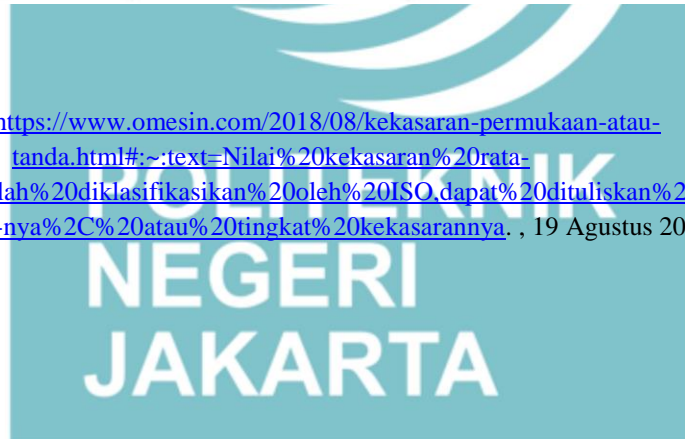 https://www.omesin.com/2018/08/kekasaran-permukaan-atau-
tanda.html#:~:text=Nilai%20kekasaran%20rata-
lah%20diklasifikasikan%20oleh%20ISO,dapat%20dituliskan%2
-nya%2C%20atau%20tingkat%20kekasarannya. , 19 Agustus 20
POLITEKNIK
NEGERI
JAKARTA